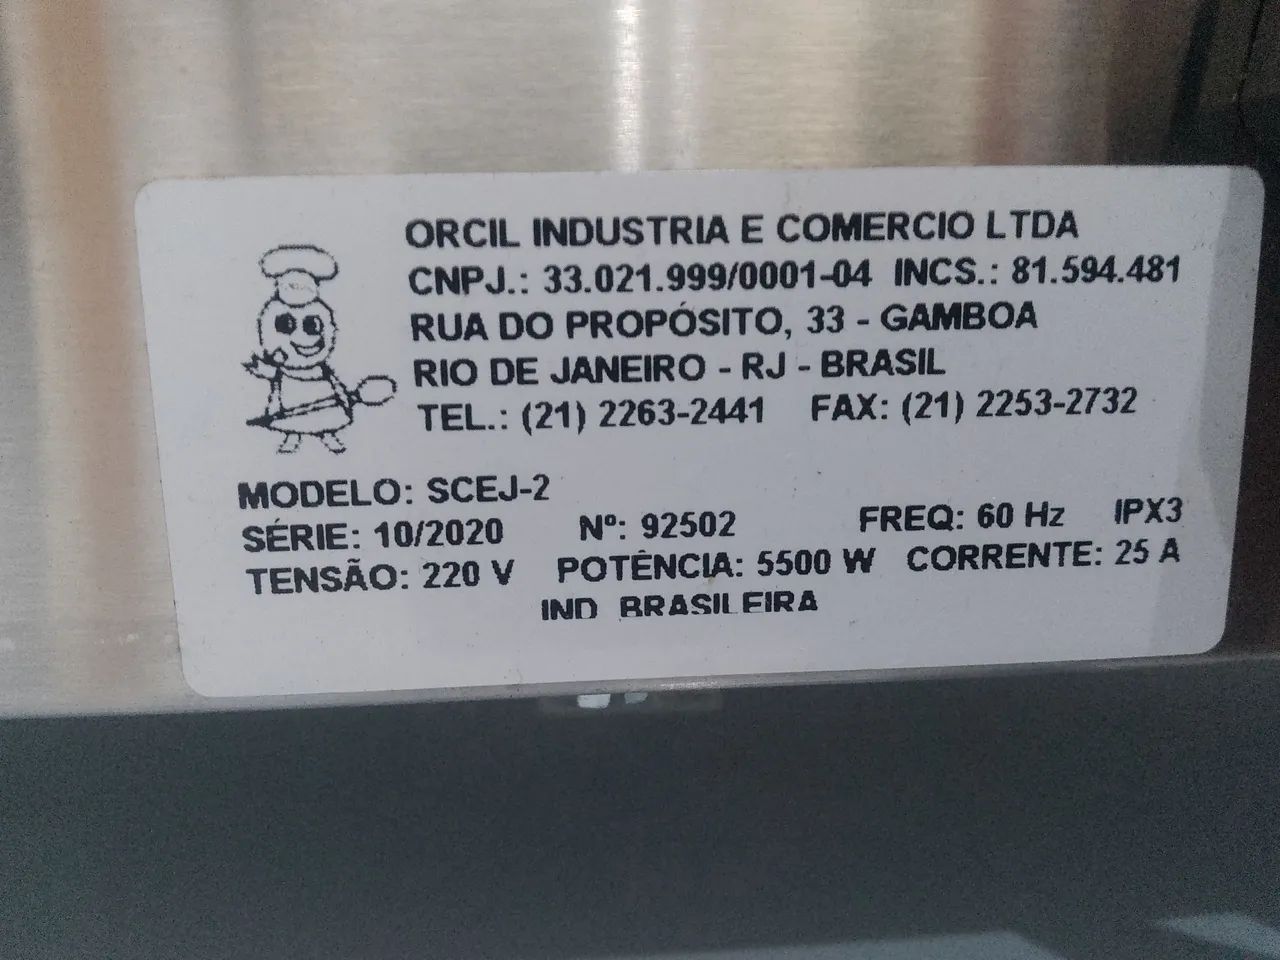 ORCIL INDUSTRIA E COMERCIO LTDA
CNPJ.: 33.021.999/0001-04 INCS.: 81.594.481
RUA DO PROPÓSITO, 33 - GAMBOA
RIO DE JANEIRO - RJ - BRASIL
TEL.: (21) 2263-2441 FAX: (21) 2253-2732
MODELO: SCEJ-2
SÉRIE: 10/2020 Nº: 92502 FREQ: 60 Hz IPX3
TENSÃO: 220 V POTÊNCIA: 5500 W CORRENTE: 25 A
IND BRASILEIRA